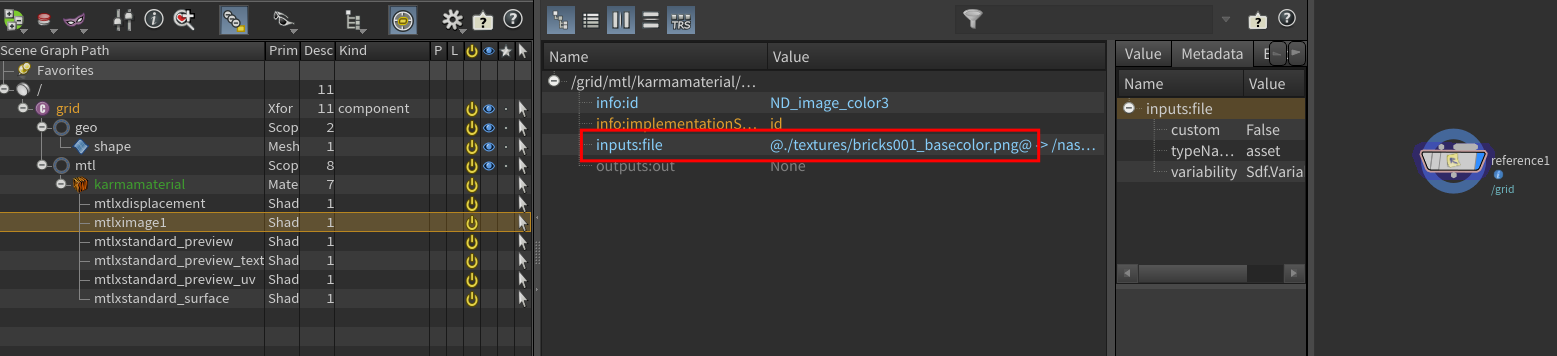 Scene Graph Path Prim Desc Kind P L
Favorites
/ 11
grid Xfor 11 component
geo Scop 2
shape Mesh 1
mtl Scop 8
karmamaterial Mate 7
mtlxdisplacement Shad 1
mtlximage1 Shad 1
mtlxstandard_preview Shad 1
mtlxstandard_preview_text Shad 1
mtlxstandard_preview_uv Shad 1
mtlxstandard_surface Shad 1
TRS
Name Value
/grid/mtl/karmamaterial/...
info:id ND_image_color3
info:implementationS... id
inputs:file @./textures/bricks001_basecolor.png@ -> /nas...
outputs:out None
Value Metadata
Name Value
inputs:file
custom False
typeNa... asset
variability Sdf.Varia
reference1
/grid